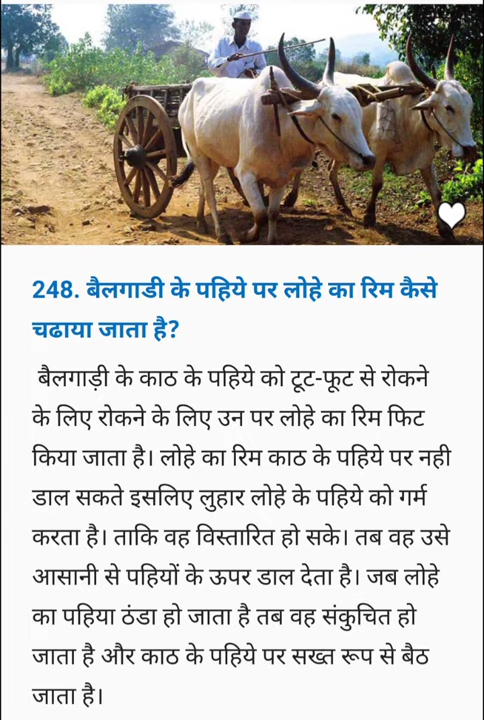 248. बैलगाडी के पहिये पर लोहे का रिम कैसे
चढाया जाता है?
बैलगाड़ी के काठ के पहिये को टूट-फूट से रोकने
के लिए रोकने के लिए उन पर लोहे का रिम फिट
किया जाता है। लोहे का रिम काठ के पहिये पर नही
डाल सकते इसलिए लुहार लोहे के पहिये को गर्म
करता है। ताकि वह विस्तारित हो सके। तब वह उसे
आसानी से पहियों के ऊपर डाल देता है। जब लोहे
का पहिया ठंडा हो जाता है तब वह संकुचित हो
जाता है और काठ के पहिये पर सख्त रूप से बैठ
जाता है।